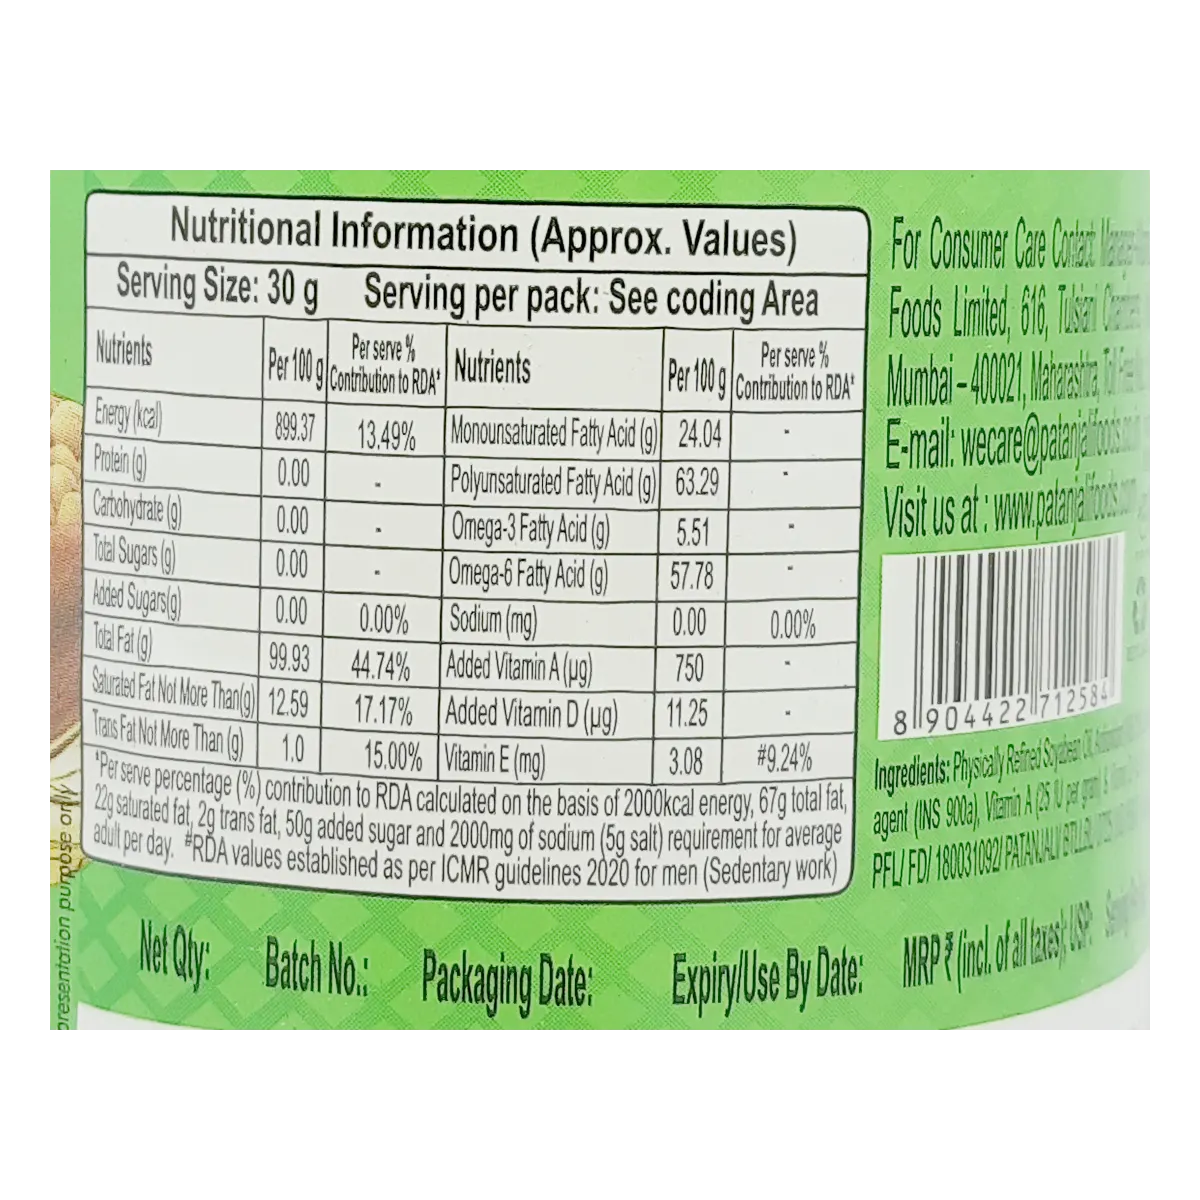 Nutritional Information (Approx. Values)
Serving Size: 30 g Serving per pack: See coding Area
Nutrients Per 100 g Per serve % Contribution to RDA* Nutrients Per 100 g Per serve % Contribution to RDA*
Energy (kcal) 899.37 13.49% Monounsaturated Fatty Acid (g) 24.04 -
Protein (g) 0.00 - Polyunsaturated Fatty Acid (g) 63.29 -
Carbohydrate (g) 0.00 - Omega-3 Fatty Acid (g) 5.51 -
Total Sugars (g) 0.00 - Omega-6 Fatty Acid (g) 57.78 -
Added Sugars(g) 0.00 0.00% Sodium (mg) 0.00 0.00%
Total Fat (g) 99.93 44.74% Added Vitamin A (µg) 750 -
Saturated Fat Not More Than(g) 12.59 17.17% Added Vitamin D (µg) 11.25 -
Trans Fat Not More Than (g) 1.0 15.00% Vitamin E (mg) 3.08 #9.24%
*Per serve percentage (%) contribution to RDA calculated on the basis of 2000kcal energy, 67g total fat,
22g saturated fat, 2g trans fat, 50g added sugar and 2000mg of sodium (5g salt) requirement for average
adult per day. #RDA values established as per ICMR guidelines 2020 for men (Sedentary work)
For Consumer Care Contact:
Foods Limited, 616, Tulsiani
Mumbai - 400021, Maharashtra,
E-mail: wecare@patanjalifoods.co
Visit us at : www.patanjalifoods.com
8 904422 712584
Ingredients: Physically Refined Soyabean Oil,
agent (INS 900a), Vitamin A (25 IU per gram)
PFL/ FD/ 180031092/ PATANJALI/
Net Qty: Batch No.: Packaging Date: Expiry/Use By Date: MRP ₹ (incl. of all taxes); USP:
presentation purpose only